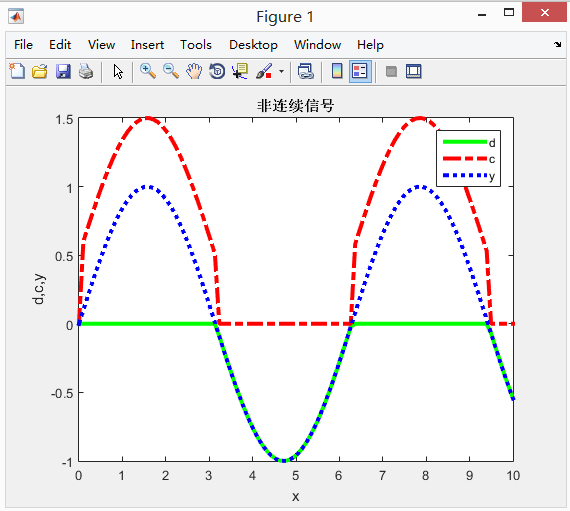 Figure 1
File Edit View Insert Tools Desktop Window Help
非连续信号
1.5
1
0.5
0
-0.5
-1
d,c,y
d
c
y
0 1 2 3 4 5 6 7 8 9 10
x